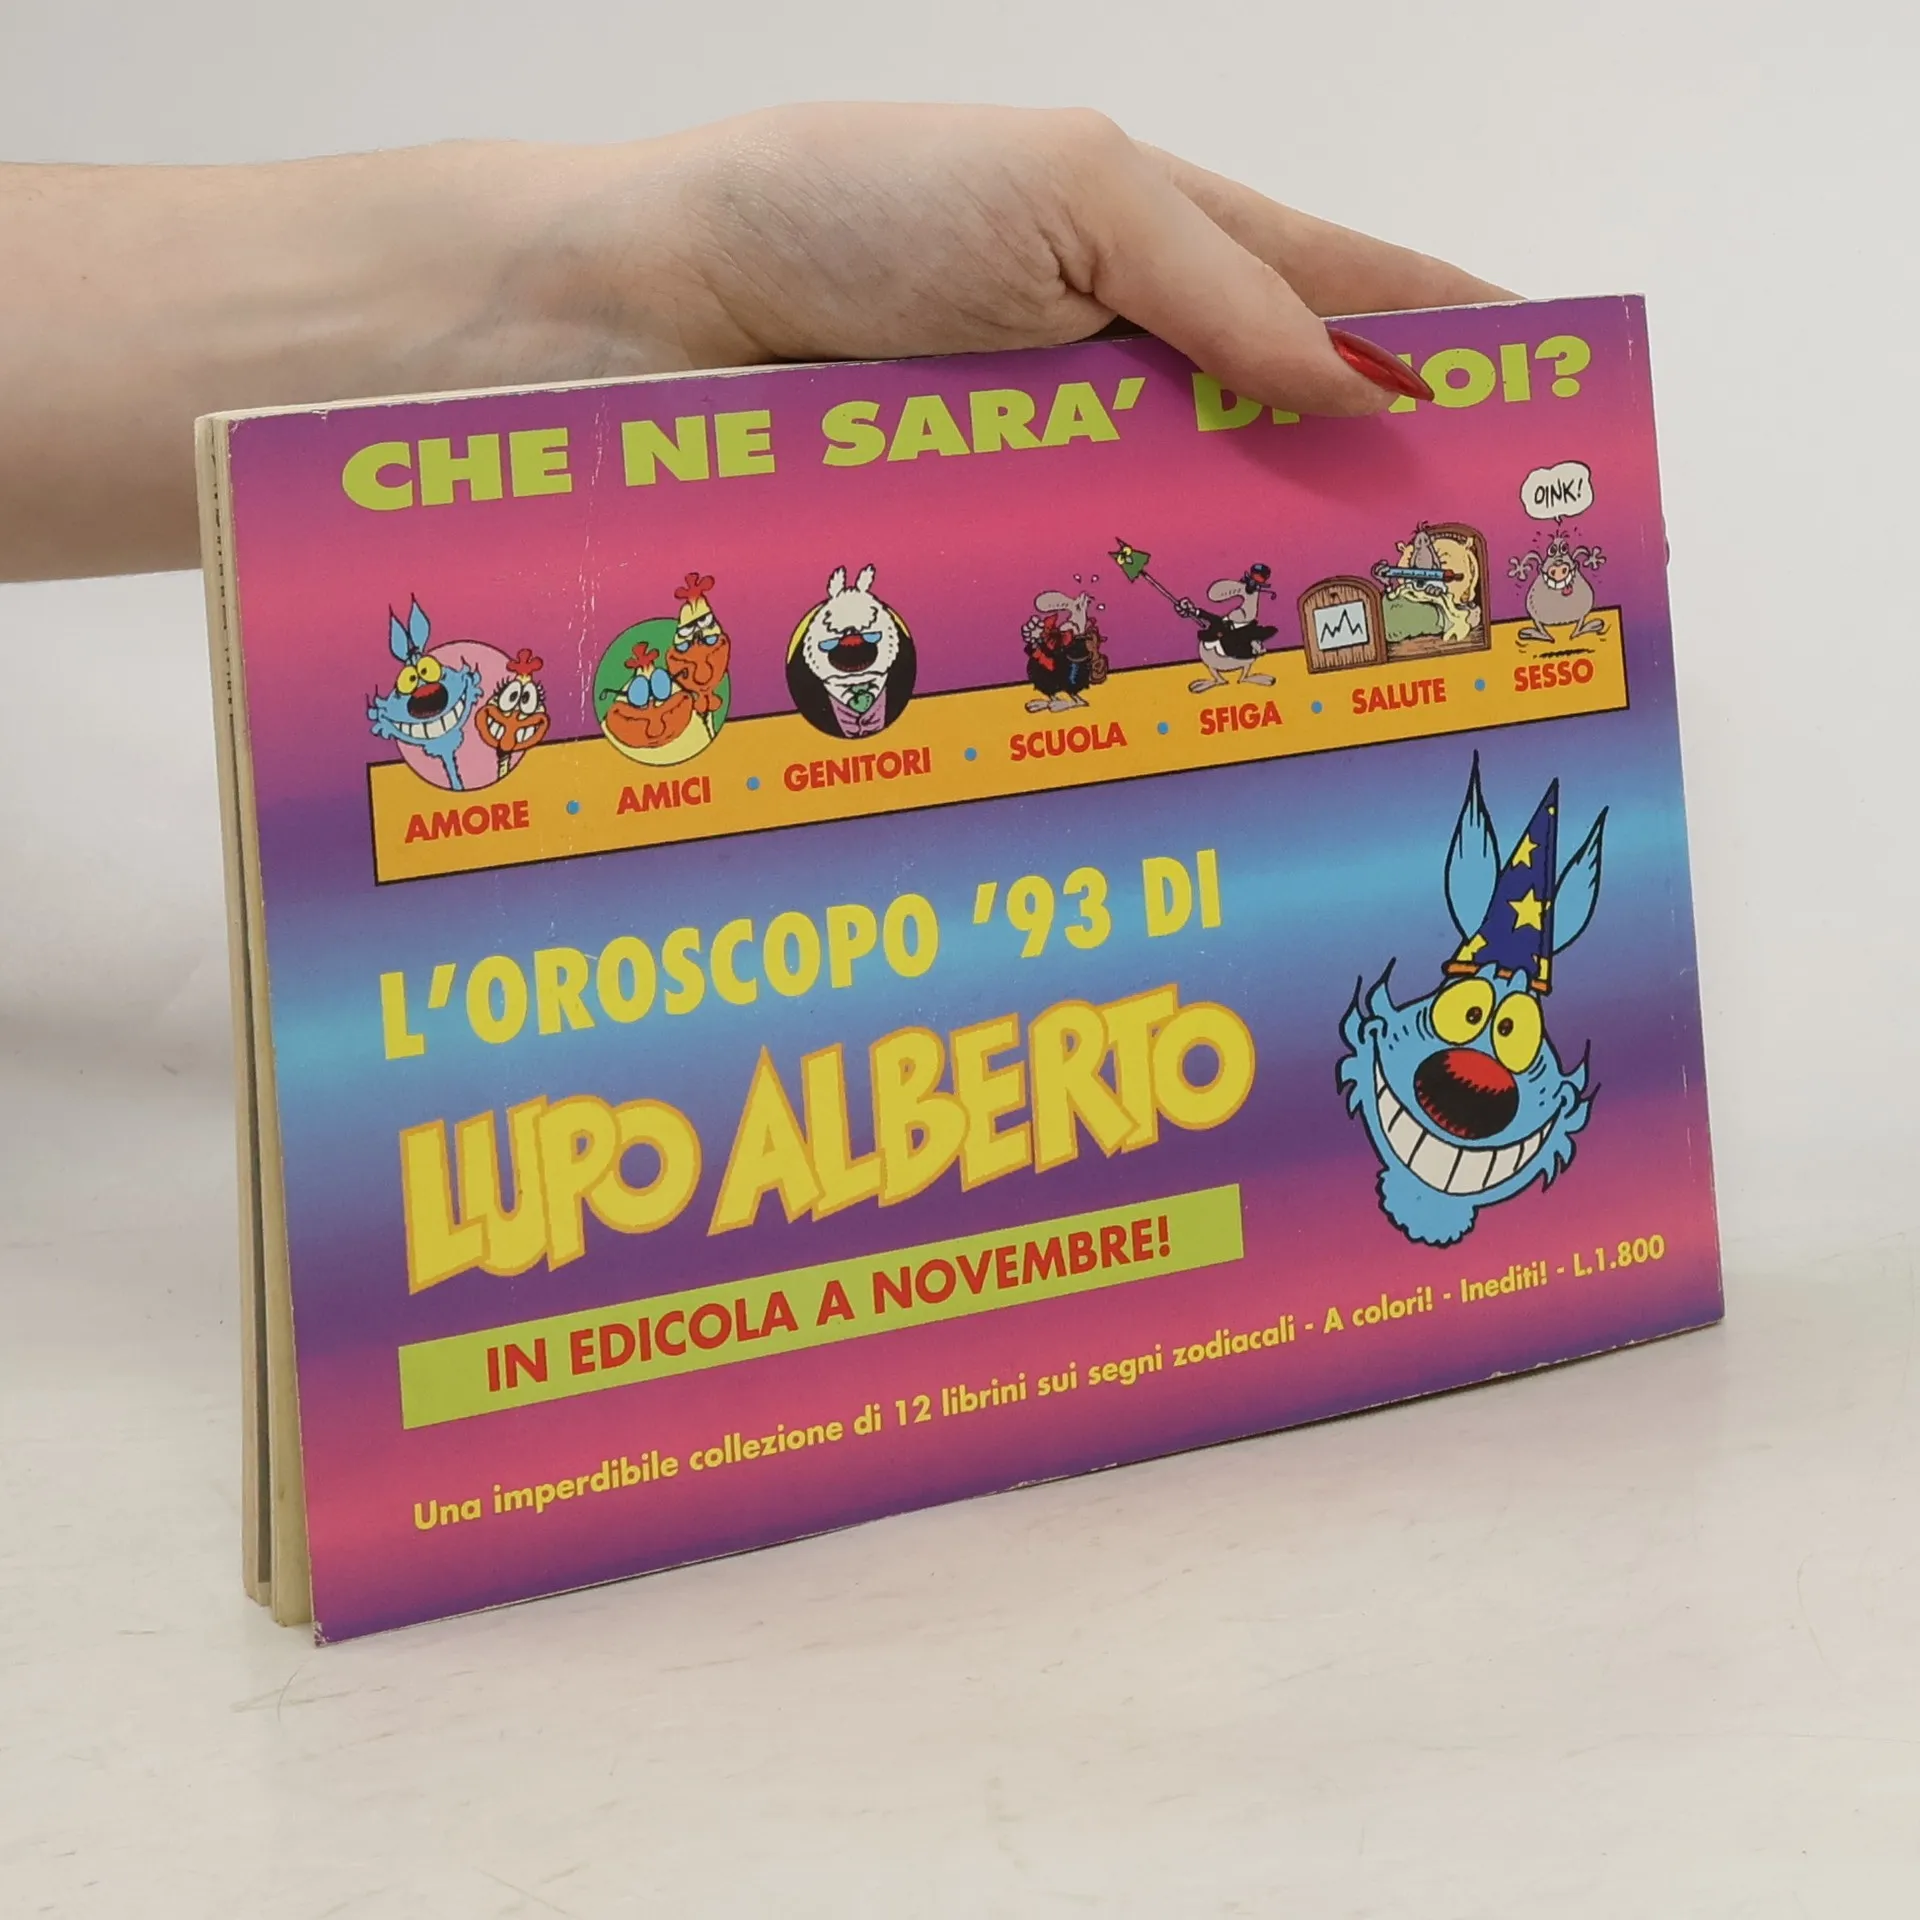 CHE NE SARA' DI NOI?
OINK!
AMORE • AMICI • GENITORI • SCUOLA • SFIGA • SALUTE • SESSO
L'OROSCOPO '93 DI
LUPO ALBERTO
IN EDICOLA A NOVEMBRE!
Una imperdibile collezione di 12 librini sui segni zodiacali - A colori! - Inediti! - L.1.800